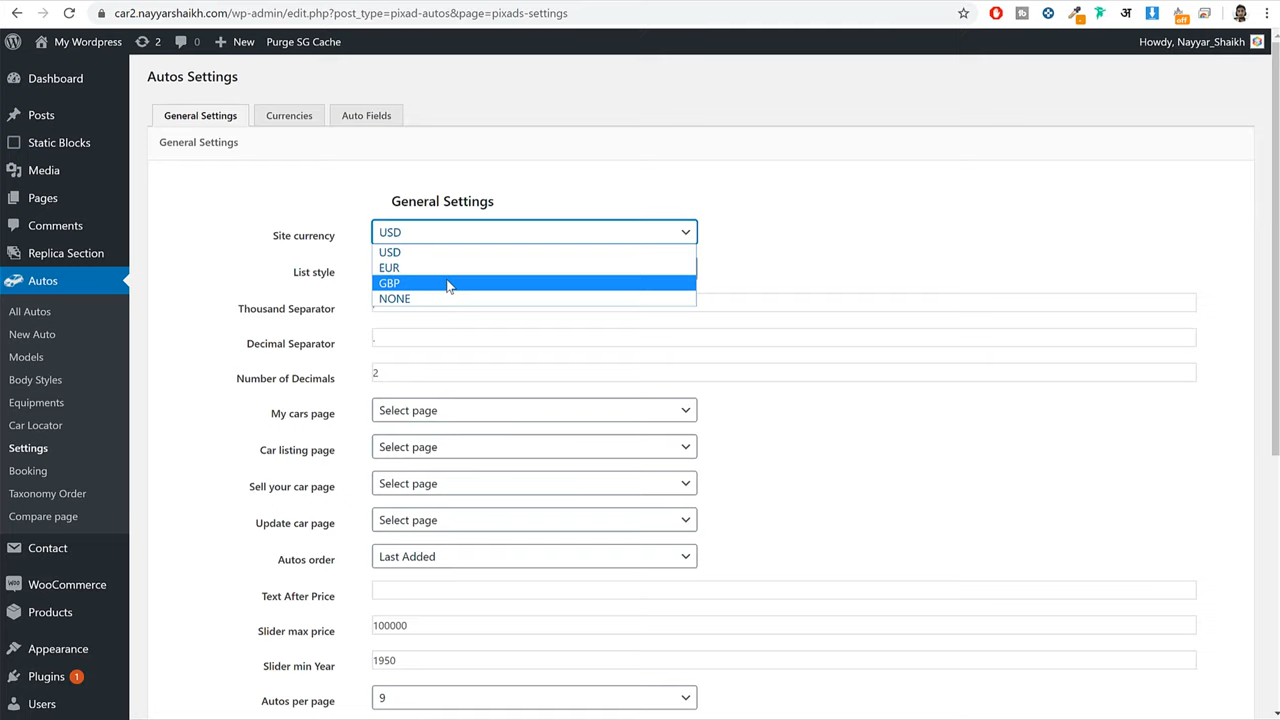 car2.nayyarshaikh.com/wp-admin/edit.php?post_type=pixad-autos&page=pixads-settings
My Wordpress 2 0 New Purge SG Cache Howdy, Nayyar_Shaikh
Dashboard
Posts
Static Blocks
Media
Pages
Comments
Replica Section
Autos
All Autos
New Auto
Models
Body Styles
Equipments
Car Locator
Settings
Booking
Taxonomy Order
Compare page
Contact
WooCommerce
Products
Appearance
Plugins 1
Users
Autos Settings
General Settings Currencies Auto Fields
General Settings
General Settings
Site currency USD
USD
EUR
GBP
NONE
List style
Thousand Separator
Decimal Separator .
Number of Decimals 2
My cars page Select page
Car listing page Select page
Sell your car page Select page
Update car page Select page
Autos order Last Added
Text After Price
Slider max price 100000
Slider min Year 1950
Autos per page 9
off
अ